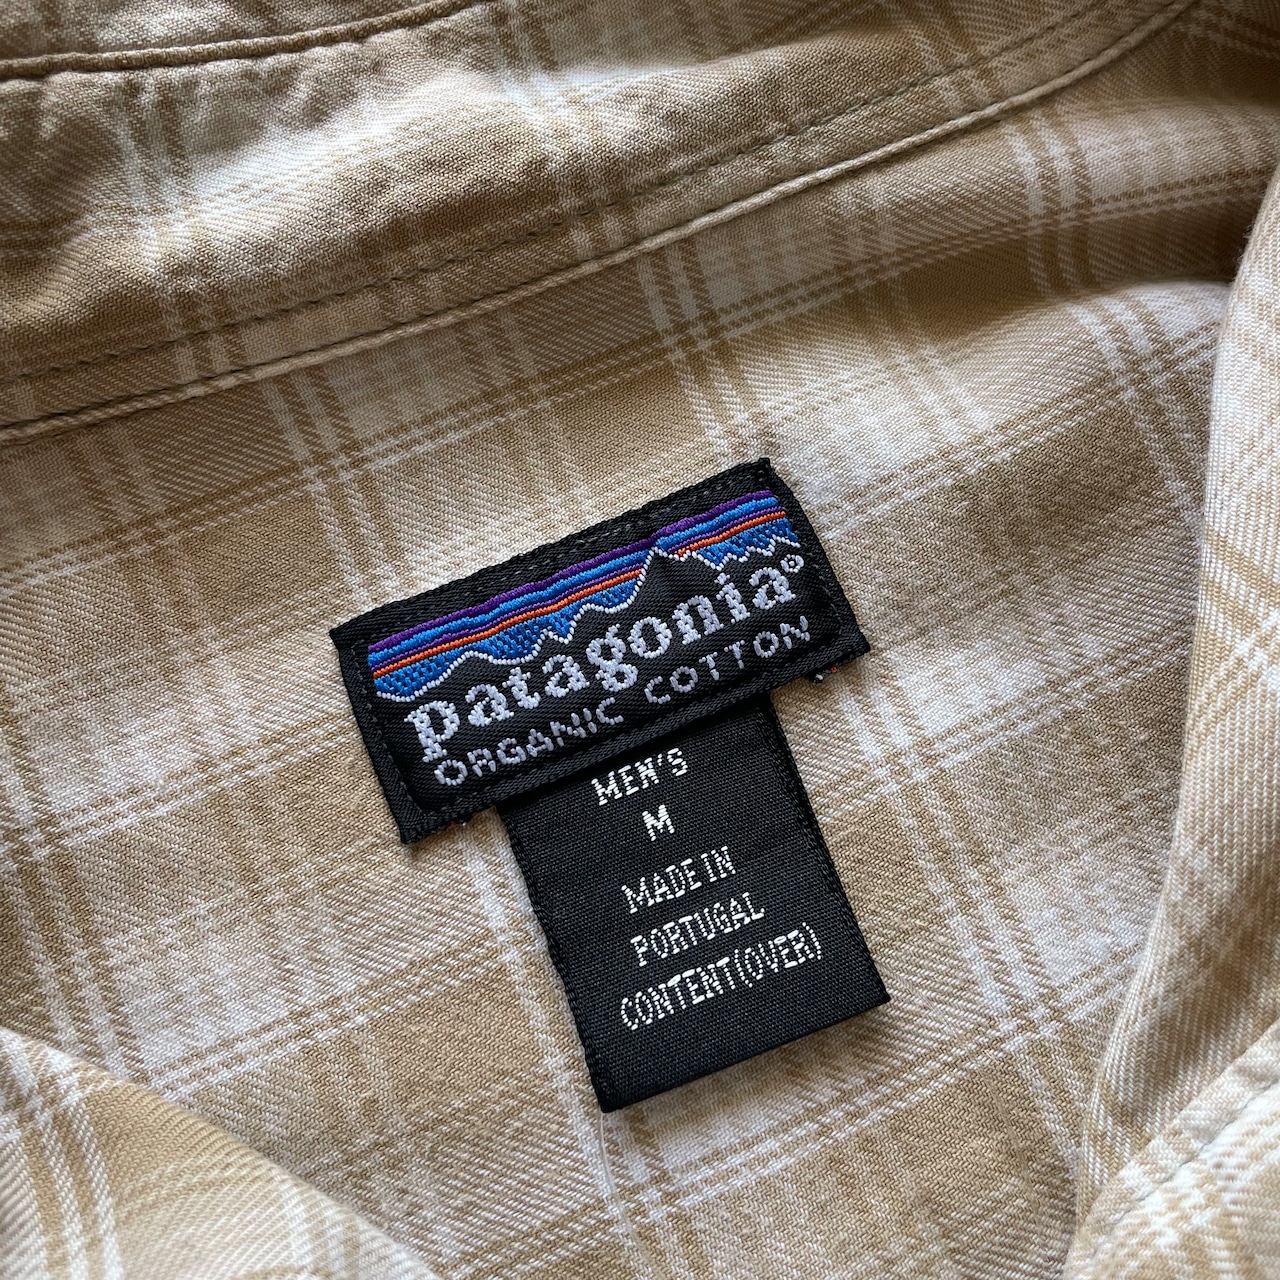 patagonia®
ORGANIC COTTON
MEN'S
M
MADE IN
PORTUGAL
CONTENT(OVER)